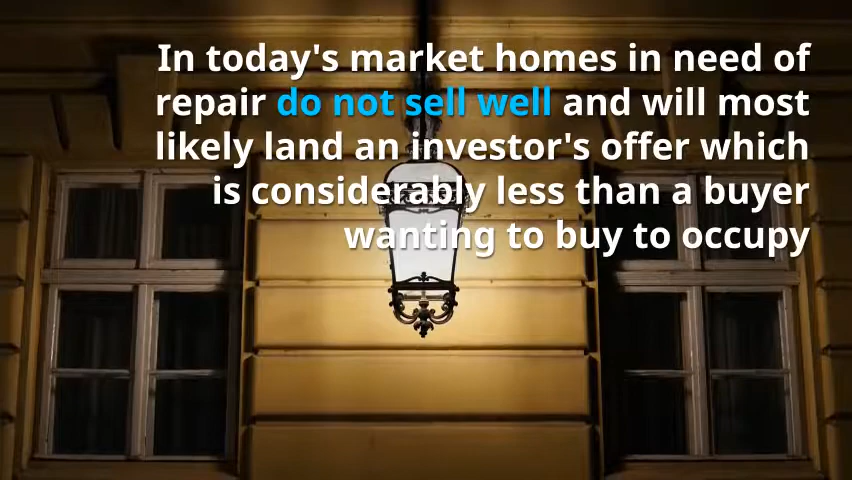 In today's market homes in need of
repair do not sell well and will most
likely land an investor's offer which
is considerably less than a buyer
wanting to buy to occupy